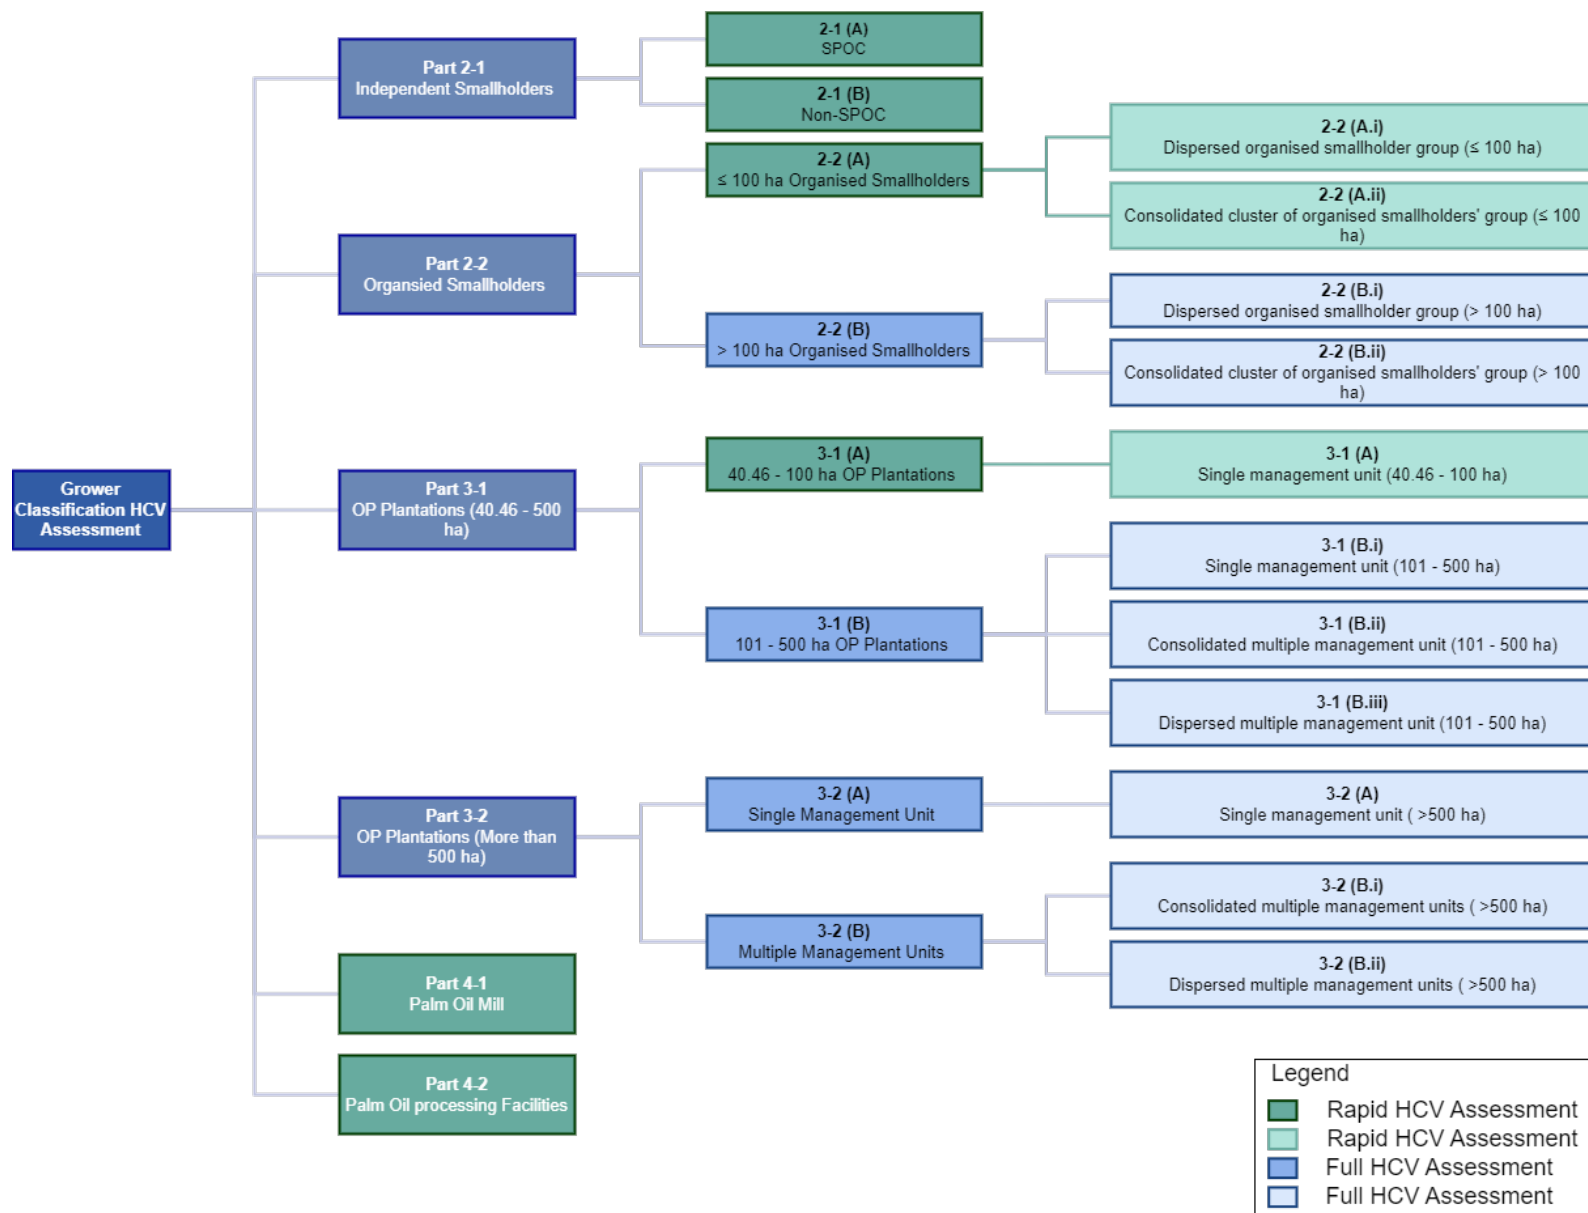 Grower
Classification HCV
Assessment
Part 2-1
Independent Smallholders
2-1 (A)
SPOC
2-1 (B)
Non-SPOC
Part 2-2
Organsied Smallholders
2-2 (A)
≤ 100 ha Organised Smallholders
2-2 (A.i)
Dispersed organised smallholder group (≤ 100 ha)
2-2 (A.ii)
Consolidated cluster of organised smallholders' group (≤ 100
ha)
2-2 (B)
> 100 ha Organised Smallholders
2-2 (B.i)
Dispersed organised smallholder group (> 100 ha)
2-2 (B.ii)
Consolidated cluster of organised smallholders' group (> 100
ha)
Part 3-1
OP Plantations (40.46 - 500
ha)
3-1 (A)
40.46 - 100 ha OP Plantations
3-1 (A)
Single management unit (40.46 - 100 ha)
3-1 (B)
101 - 500 ha OP Plantations
3-1 (B.i)
Single management unit (101 - 500 ha)
3-1 (B.ii)
Consolidated multiple management unit (101 - 500 ha)
3-1 (B.iii)
Dispersed multiple management unit (101 - 500 ha)
Part 3-2
OP Plantations (More than
500 ha)
3-2 (A)
Single Management Unit
3-2 (A)
Single management unit ( >500 ha)
3-2 (B)
Multiple Management Units
3-2 (B.i)
Consolidated multiple management units ( >500 ha)
3-2 (B.ii)
Dispersed multiple management units ( >500 ha)
Part 4-1
Palm Oil Mill
Part 4-2
Palm Oil processing Facilities
Legend
Rapid HCV Assessment
Rapid HCV Assessment
Full HCV Assessment
Full HCV Assessment